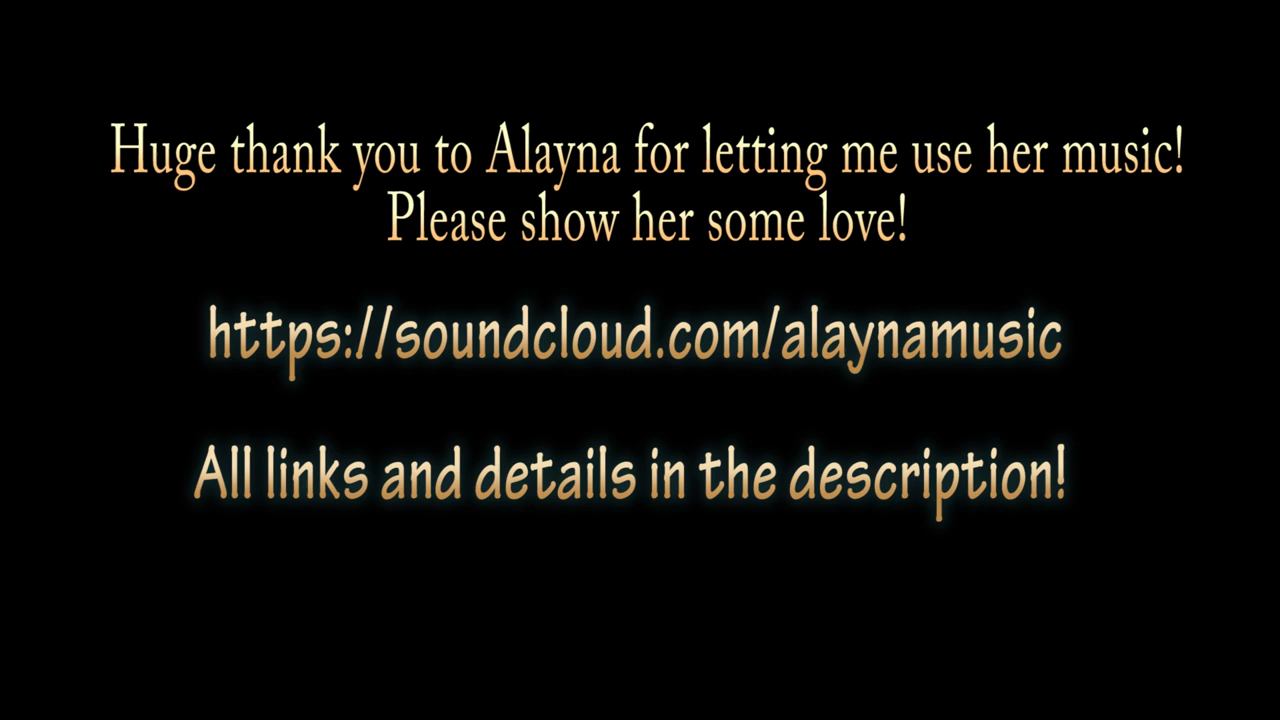 Huge thank you to Alayna for letting me use her music!
Please show her some love!
https://soundcloud.com/alaynamusic
All links and details in the description!